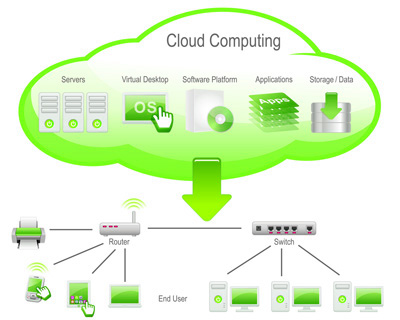 Cloud Computing
Servers
Virtual Desktop
Software Platform
Applications
Storage / Data
OS
Apps
Router
Switch
End User